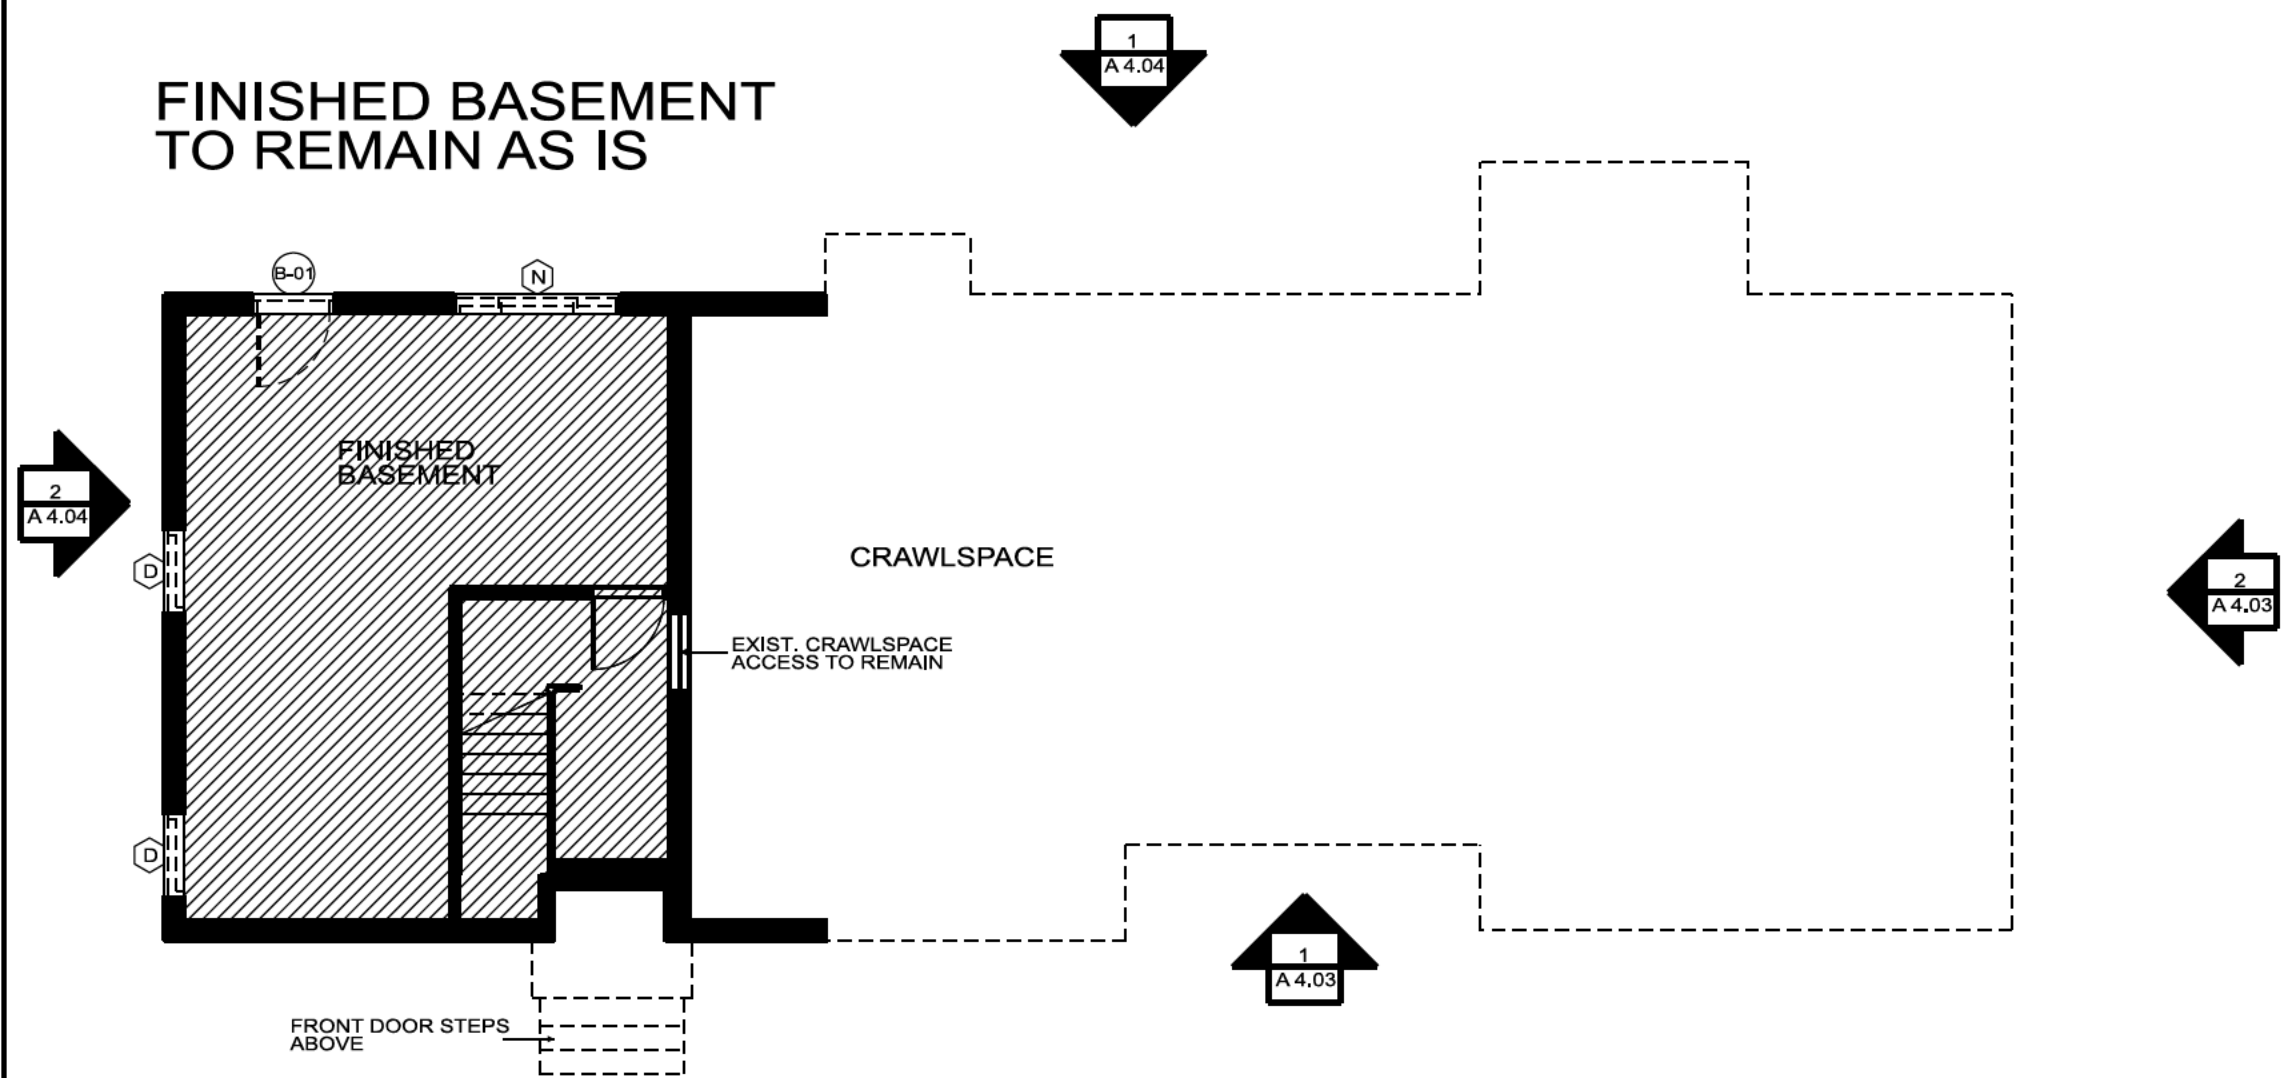 1
A 4.04
FINISHED BASEMENT
TO REMAIN AS IS
B-01
N
FINISHED
BASEMENT
2
A 4.04
D
CRAWLSPACE
2
A 4.03
EXIST. CRAWLSPACE
ACCESS TO REMAIN
D
1
A 4.03
FRONT DOOR STEPS
ABOVE